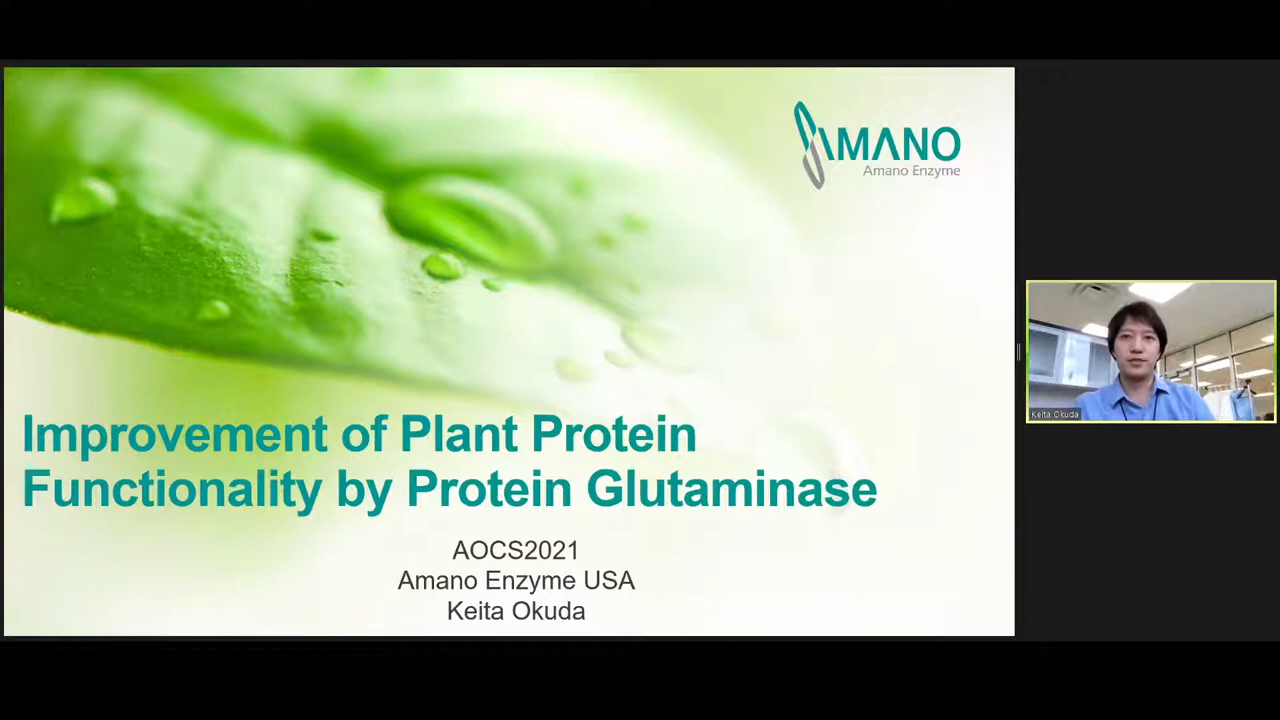 AMANO
Amano Enzyme
Improvement of Plant Protein
Functionality by Protein Glutaminase
AOCS2021
Amano Enzyme USA
Keita Okuda
Keita Okuda